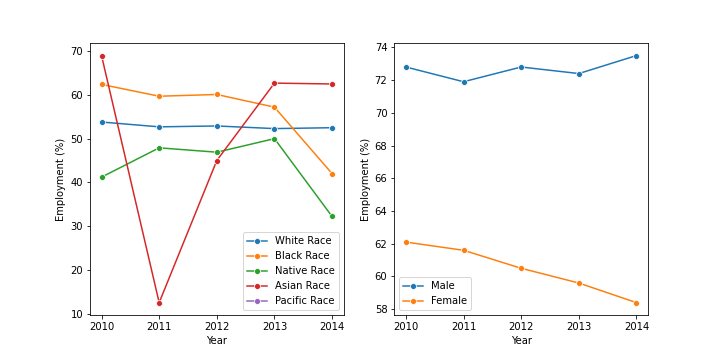 70
60
50
40
30
20
10
Employment (%)
2010 2011 2012 2013 2014
Year
White Race
Black Race
Native Race
Asian Race
Pacific Race
74
72
70
68
66
64
62
60
58
Employment (%)
2010 2011 2012 2013 2014
Year
Male
Female